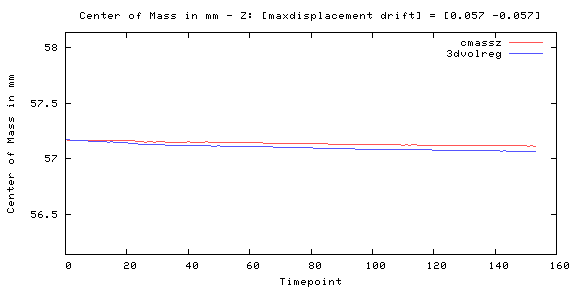 Center of Mass in mm - Z: [maxdisplacement drift] = [0.057 -0.057]
58
57.5
57
56.5
Center of Mass in mm
cmassz
3dvolreg
0 20 40 60 80 100 120 140 160
Timepoint